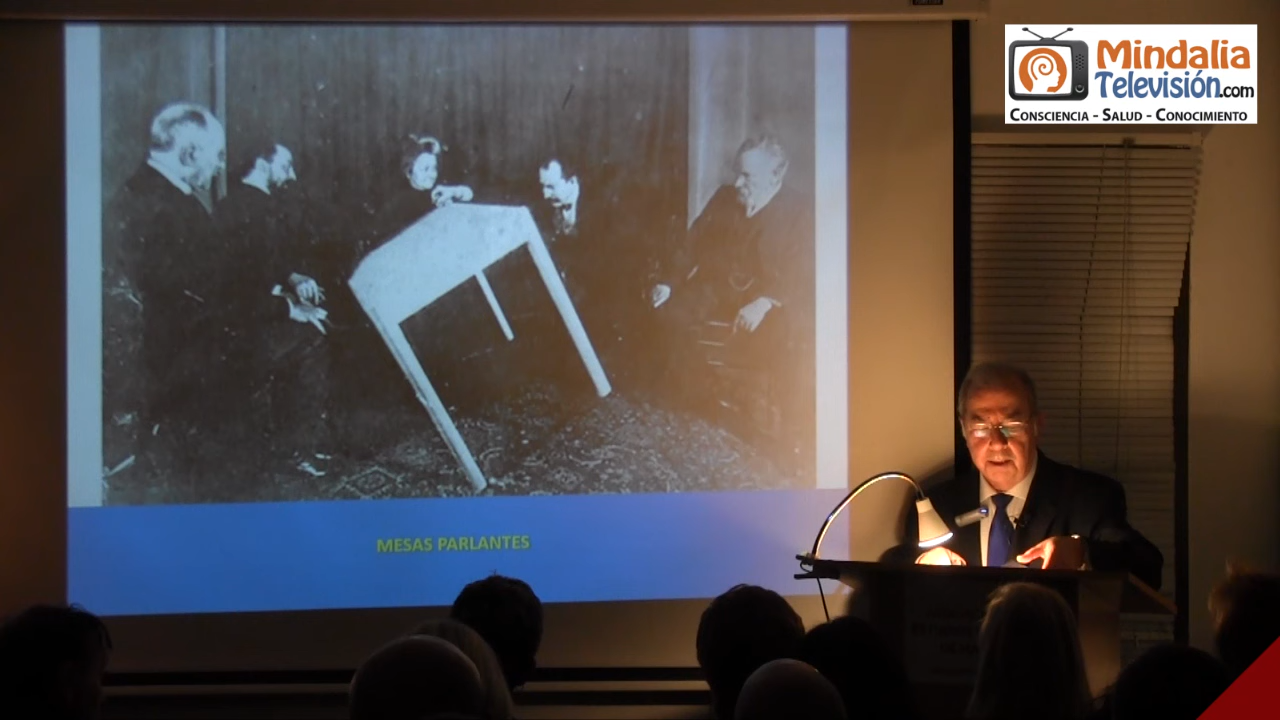 Mindalia
Televisión.com
CONSCIENCIA - SALUD - CONOCIMIENTO
MESAS PARLANTES